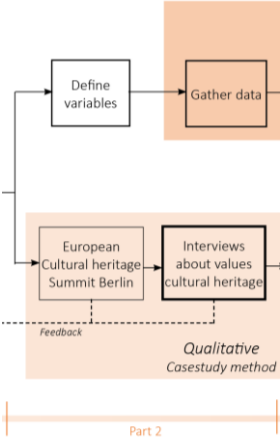 Define
variables
Gather data
European
Cultural heritage
Summit Berlin
Interviews
about values
cultural heritage
Feedback
Qualitative
Casestudy method
Part 2